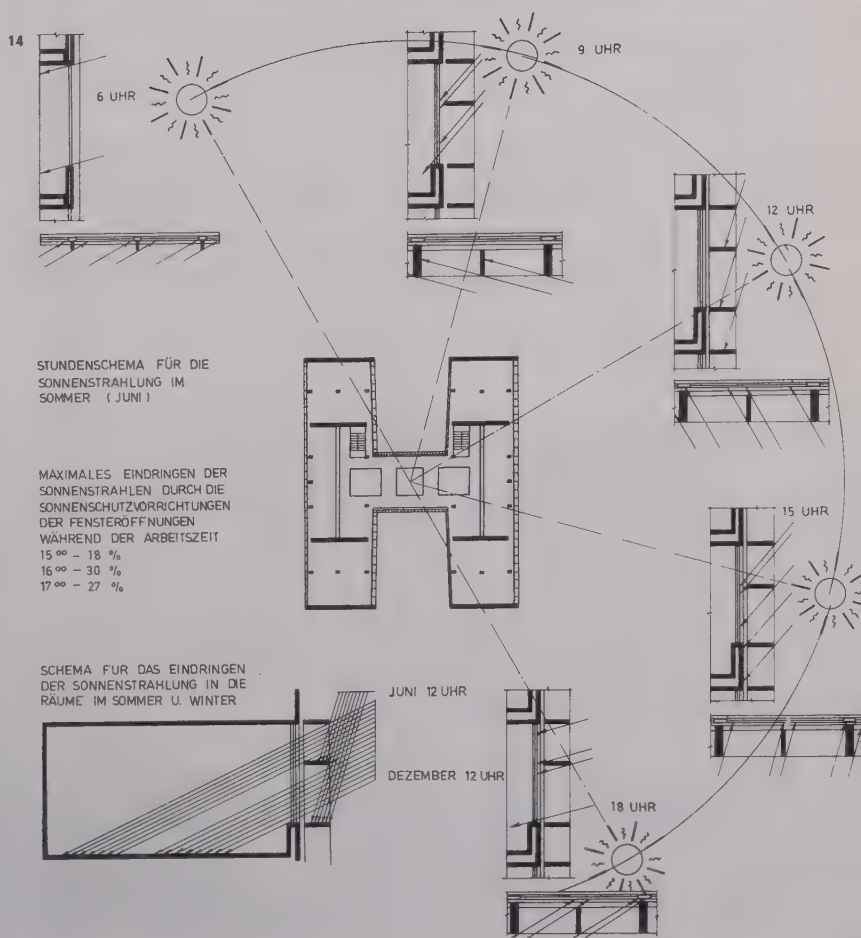 14
6 UHR
9 UHR
12 UHR
STUNDENSCHEMA FÜR DIE
SONNENSTRAHLUNG IM
SOMMER (JUNI)
MAXIMALES EINDRINGEN DER
SONNENSTRAHLEN DURCH DIE
SONNENSCHUTZVORRICHTUNGEN
DER FENSTERÖFFNUNGEN
WÄHREND DER ARBEITSZEIT
15⁰⁰ – 18 %
16⁰⁰ – 30 %
17⁰⁰ – 27 %
15 UHR
SCHEMA FUR DAS EINDRINGEN
DER SONNENSTRAHLUNG IN DIE
RÄUME IM SOMMER U. WINTER
JUNI 12 UHR
DEZEMBER 12 UHR
18 UHR